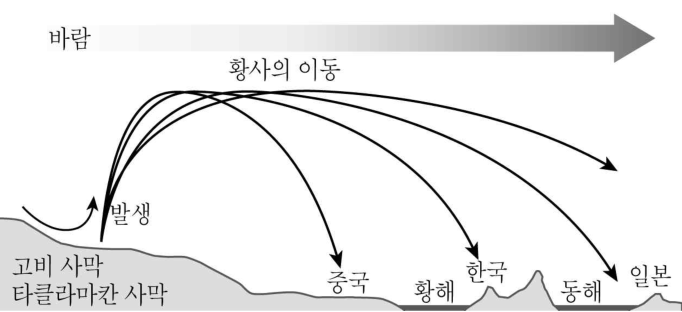 바람
황사의 이동
발생
고비 사막
타클라마칸 사막
중국
황해
한국
동해
일본